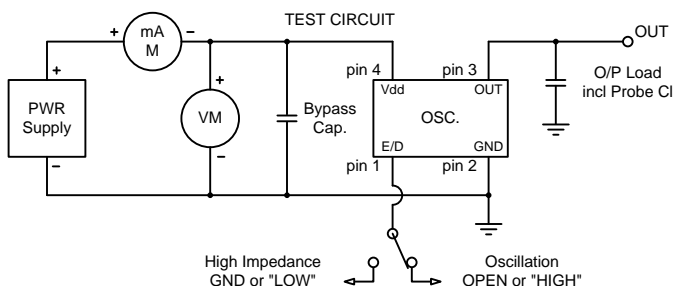 TEST CIRCUIT
+
mA
M
−
OUT
+
PWR
Supply
−
+
VM
−
Bypass
Cap.
pin 4
pin 3
Vdd
OUT
OSC.
E/D
GND
pin 1
pin 2
O/P Load
incl Probe Cl
High Impedance
GND or "LOW"
Oscillation
OPEN or "HIGH"